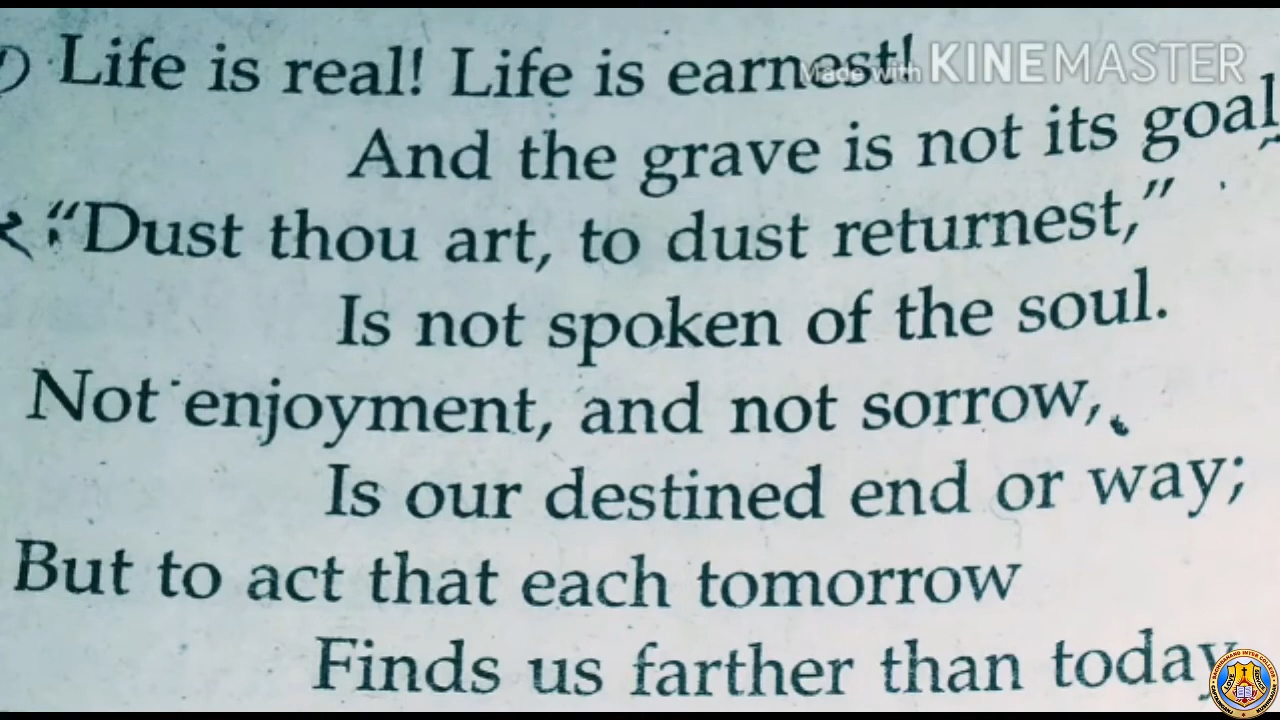 Life is real! Life is earnest!
Made with KINEMASTER
And the grave is not its goal
"Dust thou art, to dust returnest,"
Is not spoken of the soul.
Not enjoyment, and not sorrow,
Is our destined end or way;
But to act that each tomorrow
Finds us farther than today